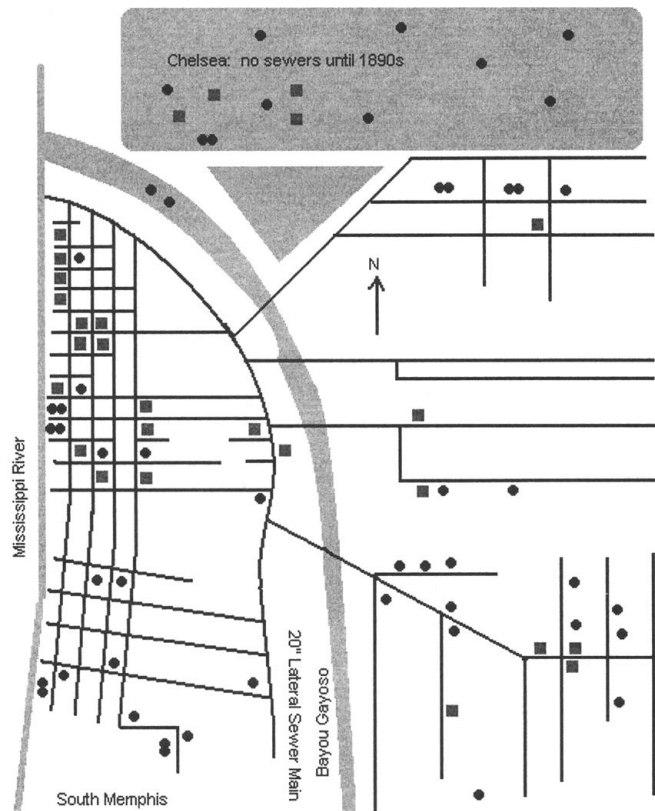 Chelsea: no sewers until 1890s
N
Mississippi River
20" Lateral Sewer Main
Bayou Gayoso
South Memphis